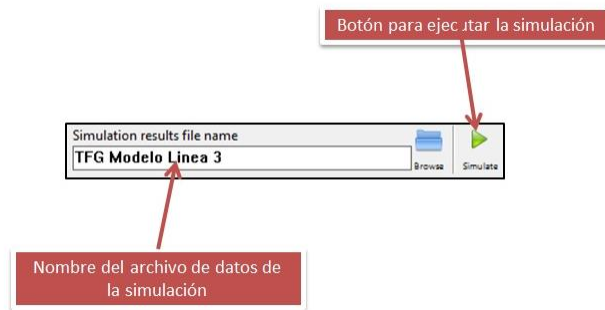 Botón para ejecutar la simulación
Simulation results file name
TFG Modelo Linea 3
Browse
Simulate
Nombre del archivo de datos de
la simulación